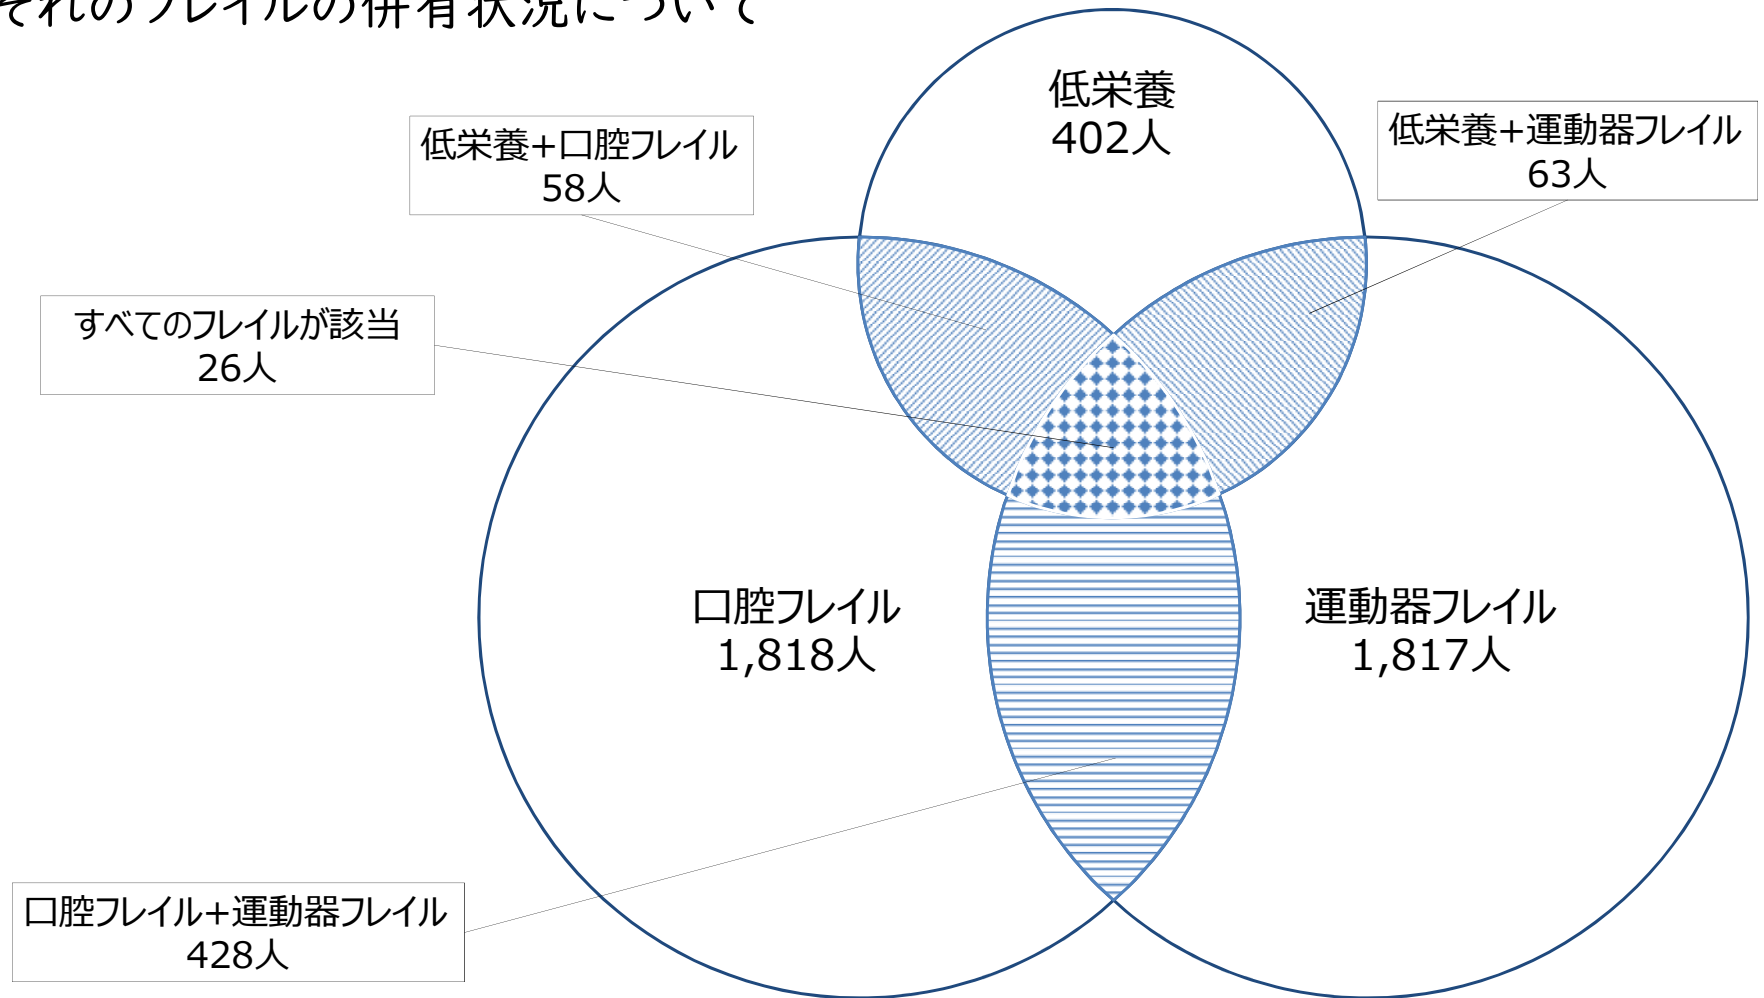 それのフレイルの併有状況について
低栄養
402人
低栄養+口腔フレイル
58人
低栄養+運動器フレイル
63人
すべてのフレイルが該当
26人
口腔フレイル
1,818人
運動器フレイル
1,817人
口腔フレイル+運動器フレイル
428人